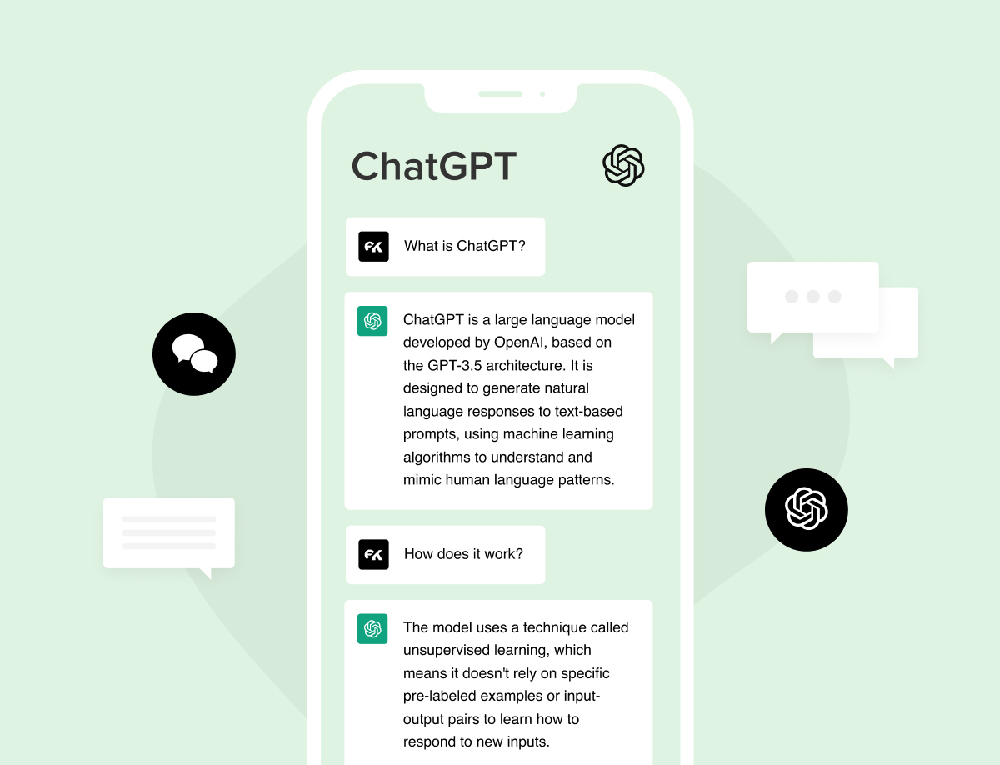 ChatGPT
What is ChatGPT?
ChatGPT is a large language model
developed by OpenAI, based on
the GPT-3.5 architecture. It is
designed to generate natural
language responses to text-based
prompts, using machine learning
algorithms to understand and
mimic human language patterns.
How does it work?
The model uses a technique called
unsupervised learning, which
means it doesn't rely on specific
pre-labeled examples or input-
output pairs to learn how to
respond to new inputs.